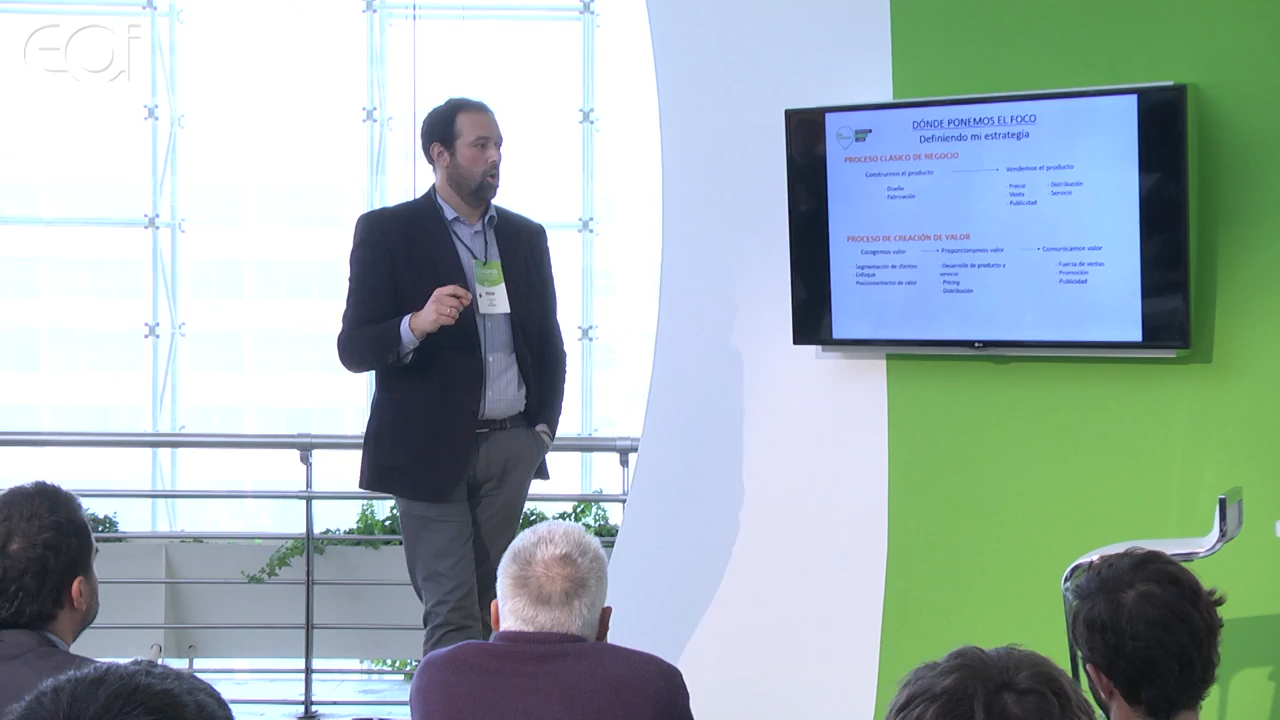 EOI
DÓNDE PONEMOS EL FOCO
Definiendo mi estrategia
PROCESO CLÁSICO DE NEGOCIO
Construimos el producto
Vendemos el producto
- Diseño
- Fabricación
- Precio
- Venta
- Publicidad
- Distribución
- Servicio
PROCESO DE CREACIÓN DE VALOR
Escogemos valor
Proporcionamos valor
Comunicamos valor
- Segmentación de clientes
- Enfoque
- Posicionamiento de valor
- Desarrollo de producto y
servicio
- Pricing
- Distribución
- Fuerza de ventas
- Promoción
- Publicidad
LG